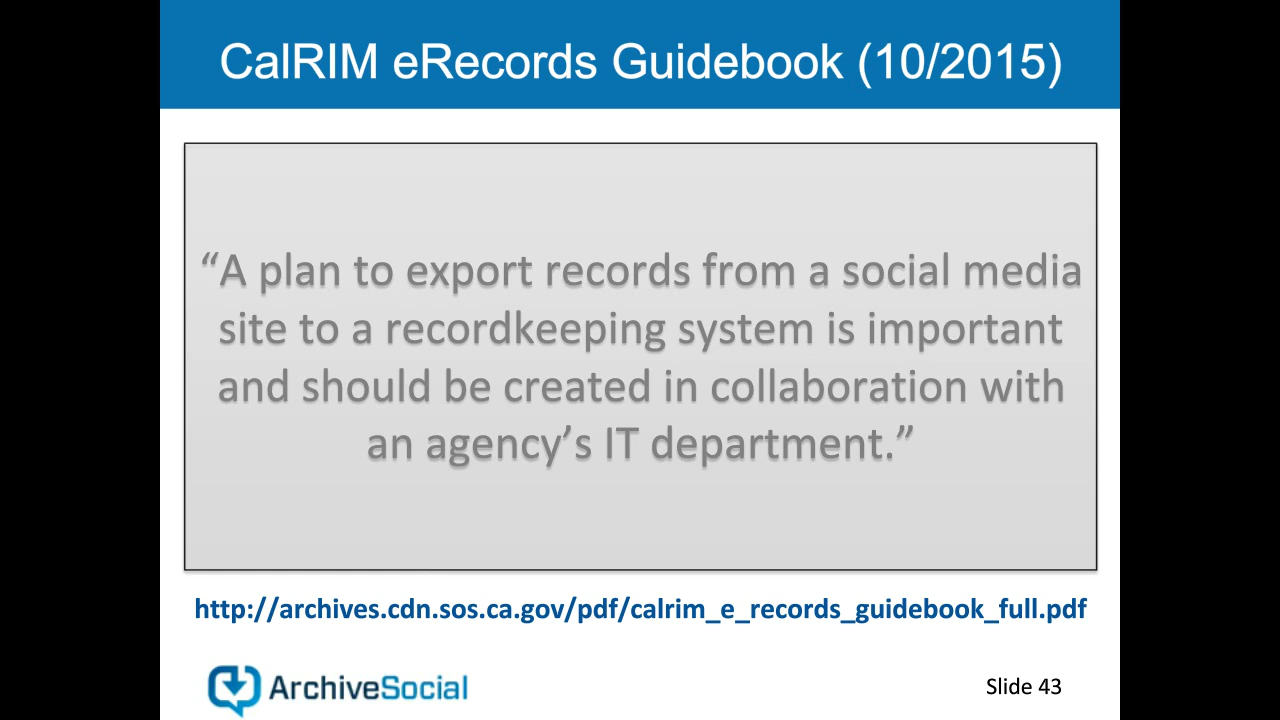 CalRIM eRecords Guidebook (10/2015)
“A plan to export records from a social media
site to a recordkeeping system is important
and should be created in collaboration with
an agency’s IT department.”
http://archives.cdn.sos.ca.gov/pdf/calrim_e_records_guidebook_full.pdf
ArchiveSocial
Slide 43